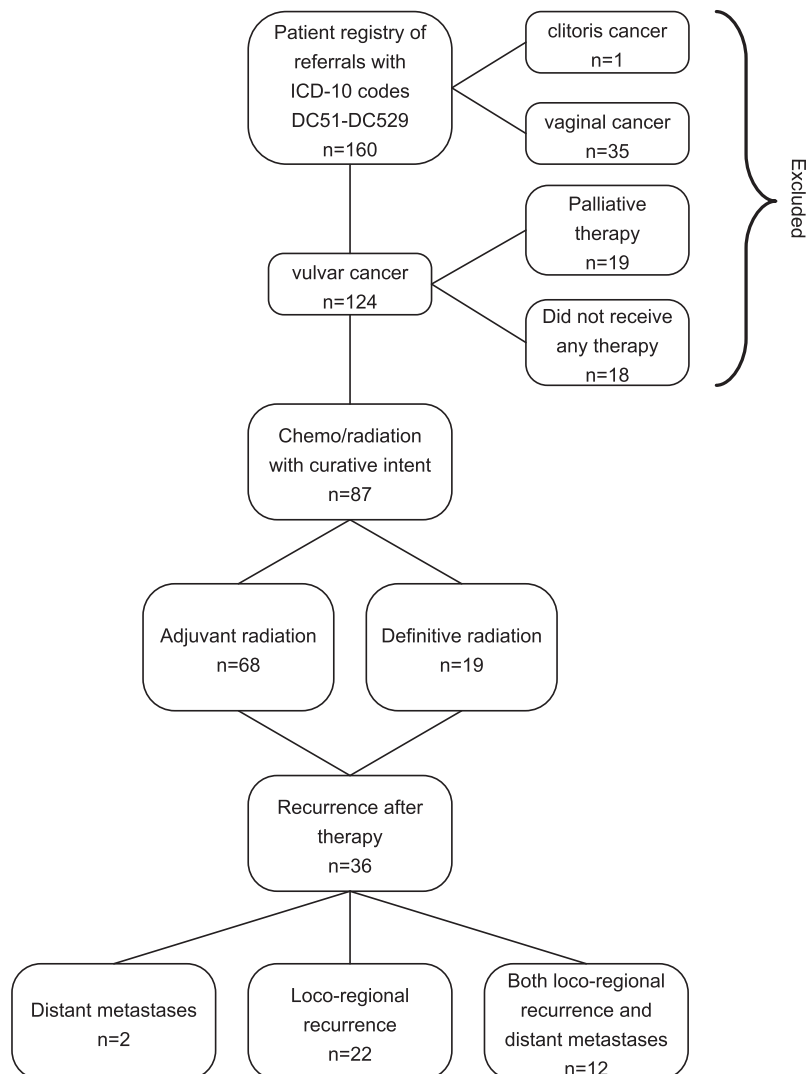 Patient registry of
referrals with
ICD-10 codes
DC51-DC529
n=160
clitoris cancer
n=1
vaginal cancer
n=35
Excluded
vulvar cancer
n=124
Palliative
therapy
n=19
Did not receive
any therapy
n=18
Chemo/radiation
with curative intent
n=87
Adjuvant radiation
n=68
Definitive radiation
n=19
Recurrence after
therapy
n=36
Distant metastases
n=2
Loco-regional
recurrence
n=22
Both loco-regional
recurrence and
distant metastases
n=12